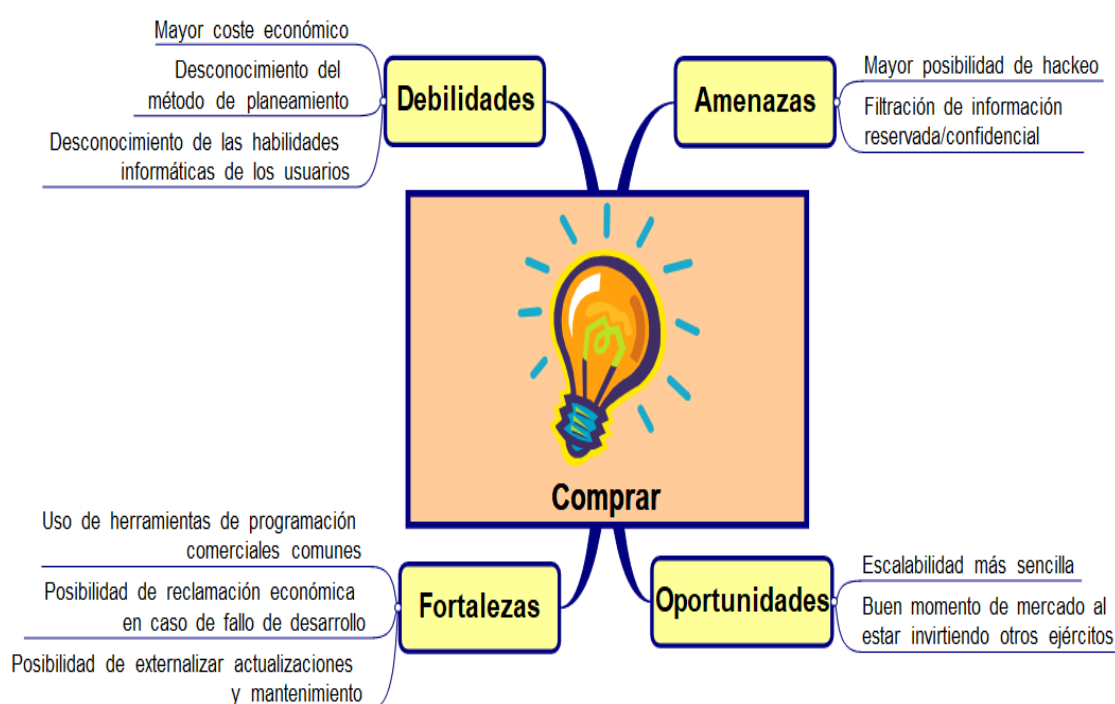 Mayor coste económico
Desconocimiento del
método de planeamiento
Desconocimiento de las habilidades
informáticas de los usuarios
Debilidades
Amenazas
Mayor posibilidad de hackeo
Filtración de información
reservada/confidencial
Comprar
Uso de herramientas de programación
comerciales comunes
Posibilidad de reclamación económica
en caso de fallo de desarrollo
Posibilidad de externalizar actualizaciones
y mantenimiento
Fortalezas
Oportunidades
Escalabilidad más sencilla
Buen momento de mercado al
estar invirtiendo otros ejércitos